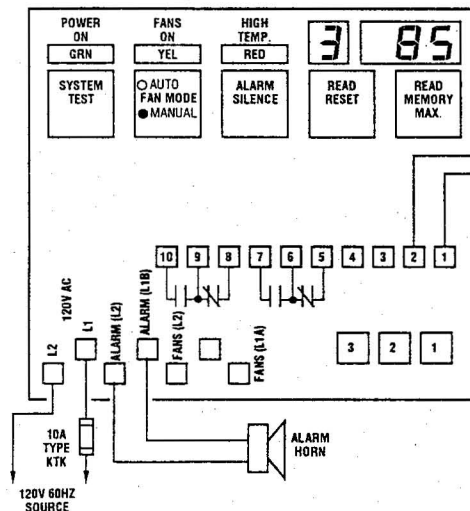 POWER ON
FANS ON
HIGH TEMP.
3 85
GRN
YEL
RED
SYSTEM TEST
AUTO
FAN MODE
MANUAL
ALARM SILENCE
READ RESET
READ MEMORY MAX.
10 9 8 7 6 5 4 3 2 1
120V AC
L2
L1
ALARM (L2)
ALARM (L1B)
FANS (L2)
FANS (L1A)
3 2 1
10A
TYPE
KTK
ALARM
HORN
120V 60HZ
SOURCE